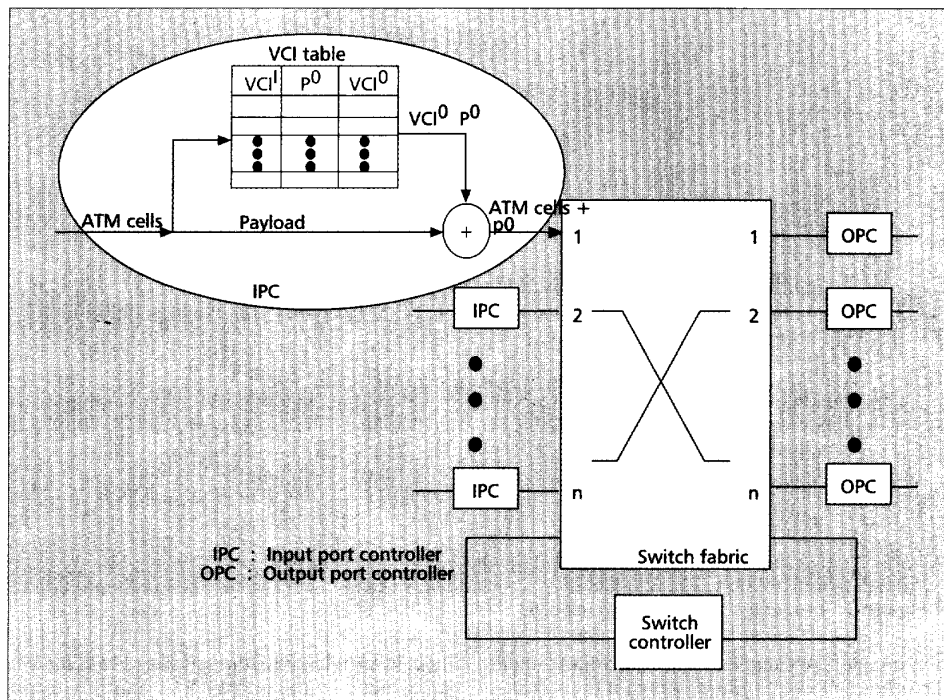 VCI table
VCI^I P^0 VCI^0
VCI^0 P^0
ATM cells
Payload
+
ATM cells +
p0
IPC
1
1
OPC
IPC
2
2
OPC
IPC
n
n
OPC
IPC : Input port controller
OPC : Output port controller
Switch fabric
Switch
controller